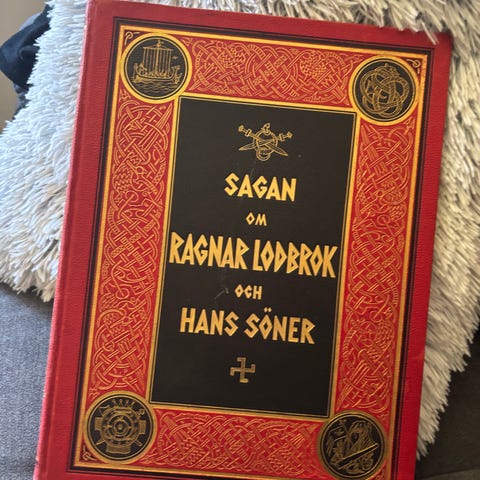 SAGAN
OM
RAGNAR LODBROK
OCH
HANS SÖNER